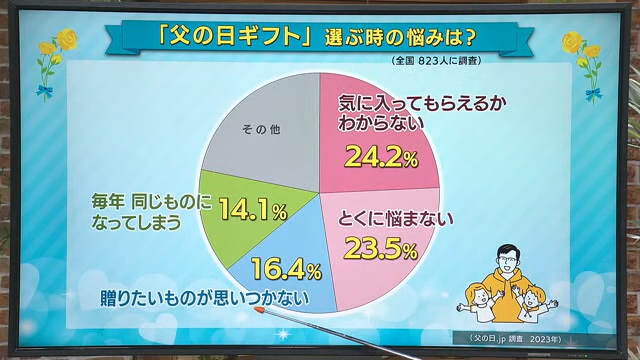 「父の日ギフト」選ぶ時の悩みは？
（全国 823人に調査）
気に入ってもらえるか
わからない
24.2%
とくに悩まない
23.5%
贈りたいものが思いつかない
16.4%
毎年 同じものに
なってしまう
14.1%
その他
（父の日.jp 調査 2023年）